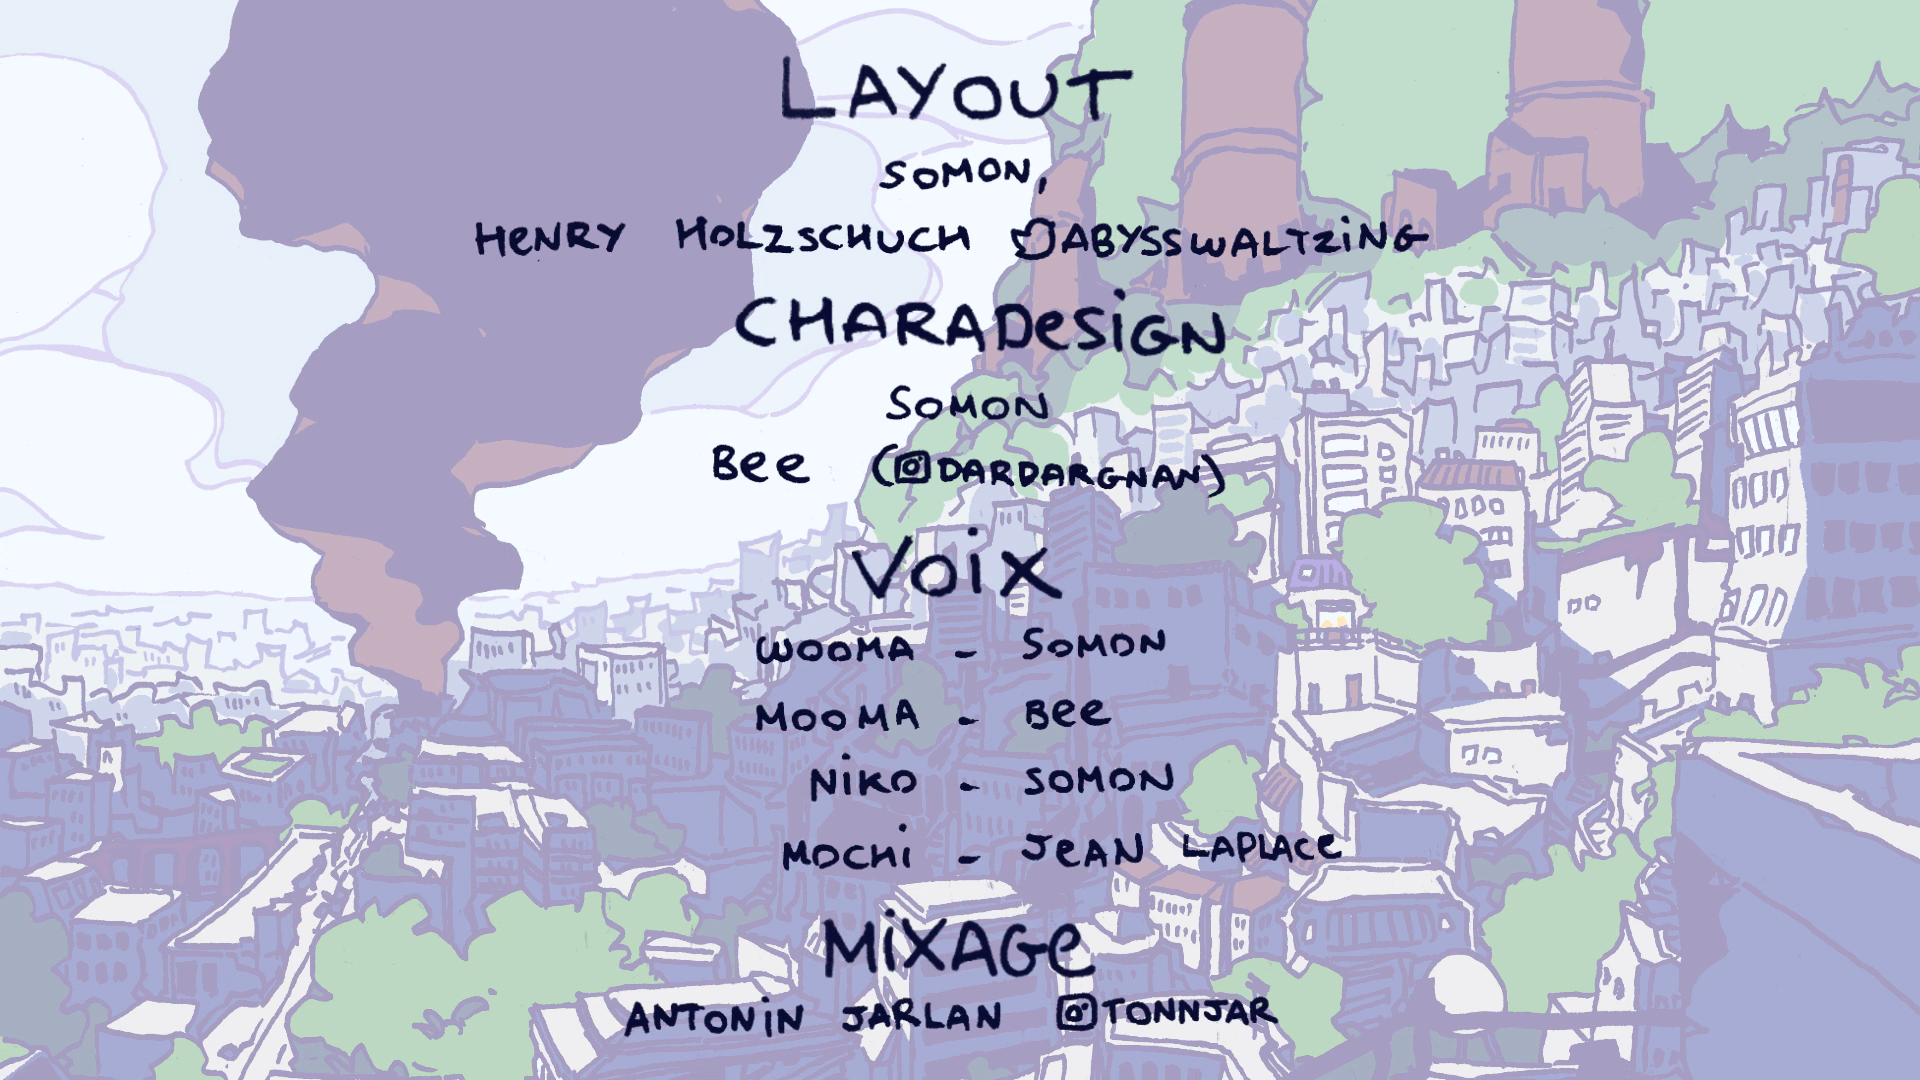 LAYOUT
SOMON,
HENRY HOLZSCHUCH ABYSSWALTZiNG
CHARADeSiGN
SOMON
Bee (DARDARGNAN)
VOiX
WOOMA - SOMON
MOOMA - Bee
NiKO - SOMON
MOCHi - JeAN LAPLACe
MiXAGe
ANTONiN JARLAN TONNJAR